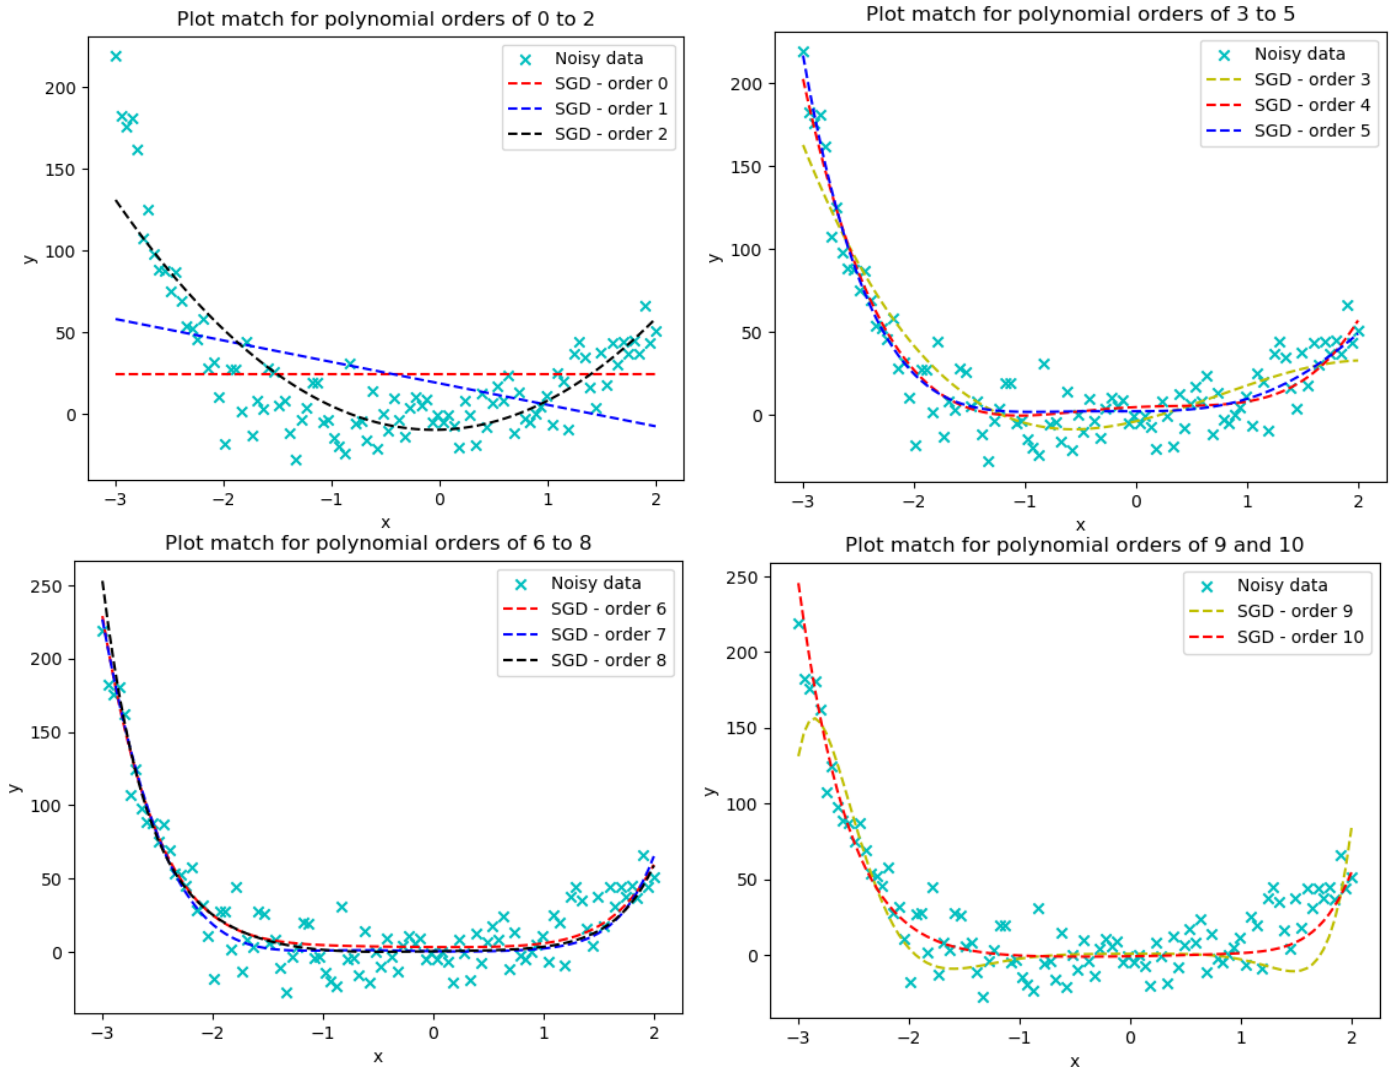 Plot match for polynomial orders of 0 to 2
Noisy data
SGD - order 0
SGD - order 1
SGD - order 2
200
150
100
50
0
y
−3
−2
−1
0
1
2
x
Plot match for polynomial orders of 3 to 5
Noisy data
SGD - order 3
SGD - order 4
SGD - order 5
200
150
100
50
0
y
−3
−2
−1
0
1
2
x
Plot match for polynomial orders of 6 to 8
Noisy data
SGD - order 6
SGD - order 7
SGD - order 8
250
200
150
100
50
0
y
−3
−2
−1
0
1
2
x
Plot match for polynomial orders of 9 and 10
Noisy data
SGD - order 9
SGD - order 10
250
200
150
100
50
0
y
−3
−2
−1
0
1
2
x